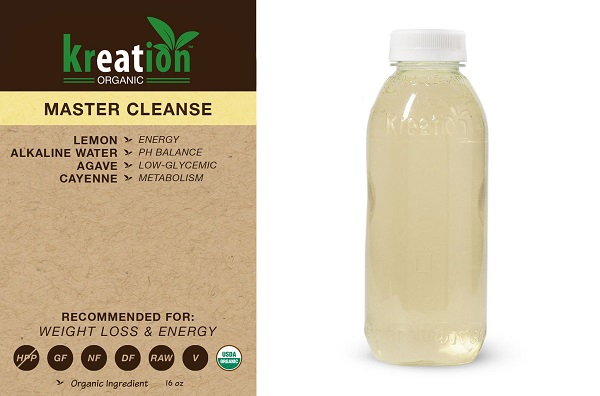 kreation™
ORGANIC
MASTER CLEANSE
LEMON ENERGY
ALKALINE WATER PH BALANCE
AGAVE LOW-GLYCEMIC
CAYENNE METABOLISM
RECOMMENDED FOR:
WEIGHT LOSS & ENERGY
HPP GF NF DF RAW V USDA ORGANIC
Organic Ingredient 16 oz
kreation